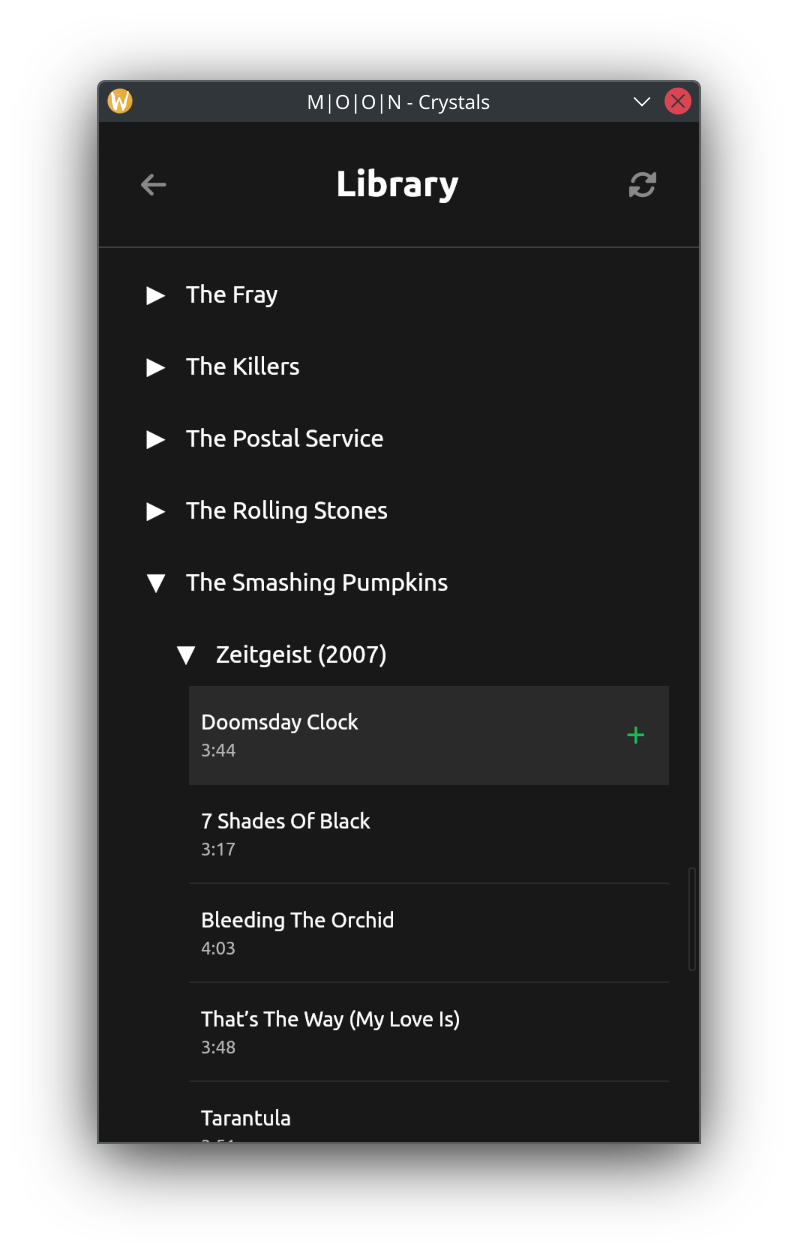 W
M|O|O|N - Crystals
Library
The Fray
The Killers
The Postal Service
The Rolling Stones
The Smashing Pumpkins
Zeitgeist (2007)
Doomsday Clock
3:44
7 Shades Of Black
3:17
Bleeding The Orchid
4:03
That’s The Way (My Love Is)
3:48
Tarantula